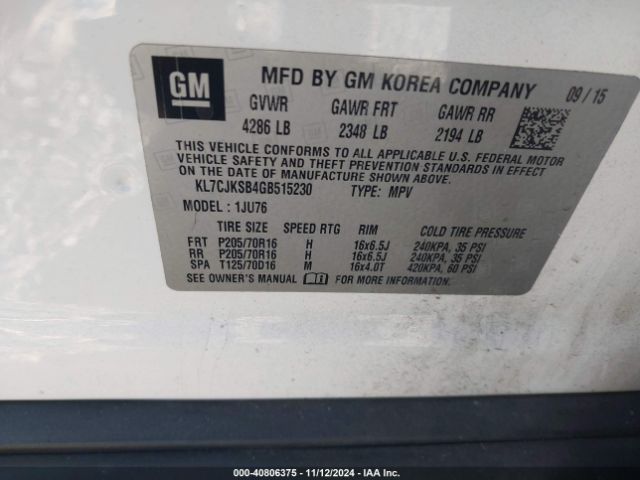 GM MFD BY GM KOREA COMPANY 09/15
GVWR GAWR FRT GAWR RR
4286 LB 2348 LB 2194 LB
THIS VEHICLE CONFORMS TO ALL APPLICABLE U.S. FEDERAL MOTOR
VEHICLE SAFETY AND THEFT PREVENTION STANDARDS IN EFFECT
ON THE DATE OF MANUFACTURE SHOWN ABOVE.
KL7CJKSB4GB515230 TYPE: MPV
MODEL : 1JU76
TIRE SIZE SPEED RTG RIM COLD TIRE PRESSURE
FRT P205/70R16 H 16x6.5J 240KPA, 35 PSI
RR P205/70R16 H 16x6.5J 240KPA, 35 PSI
SPA T125/70D16 M 16x4.0T 420KPA, 60 PSI
SEE OWNER'S MANUAL FOR MORE INFORMATION
000-40806375 - 11/12/2024 - IAA Inc.